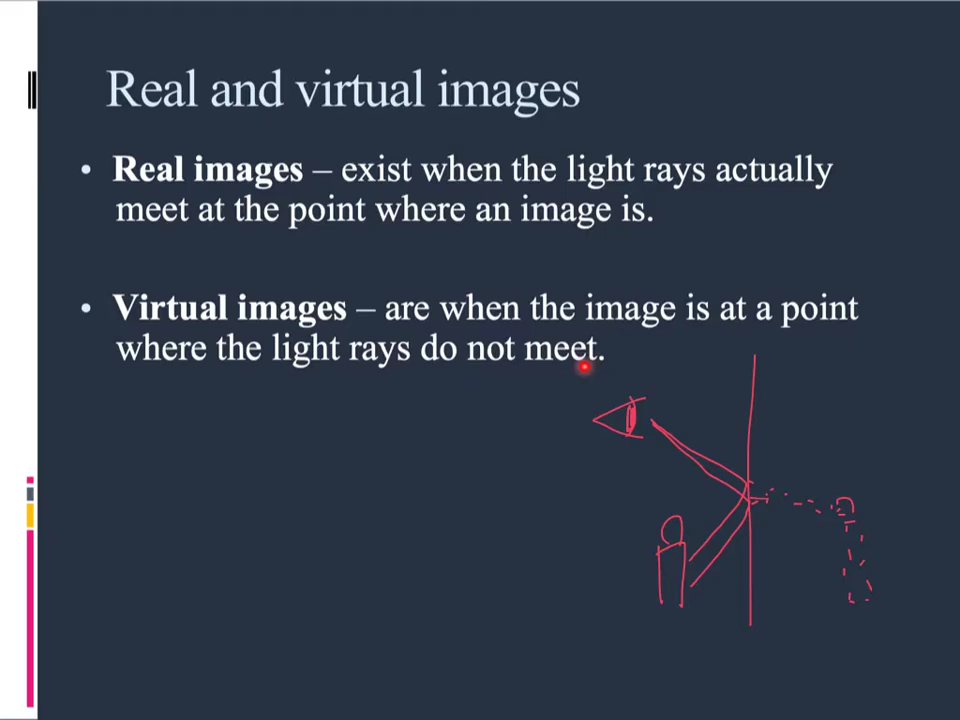 Real and virtual images
• Real images – exist when the light rays actually
meet at the point where an image is.
• Virtual images – are when the image is at a point
where the light rays do not meet.